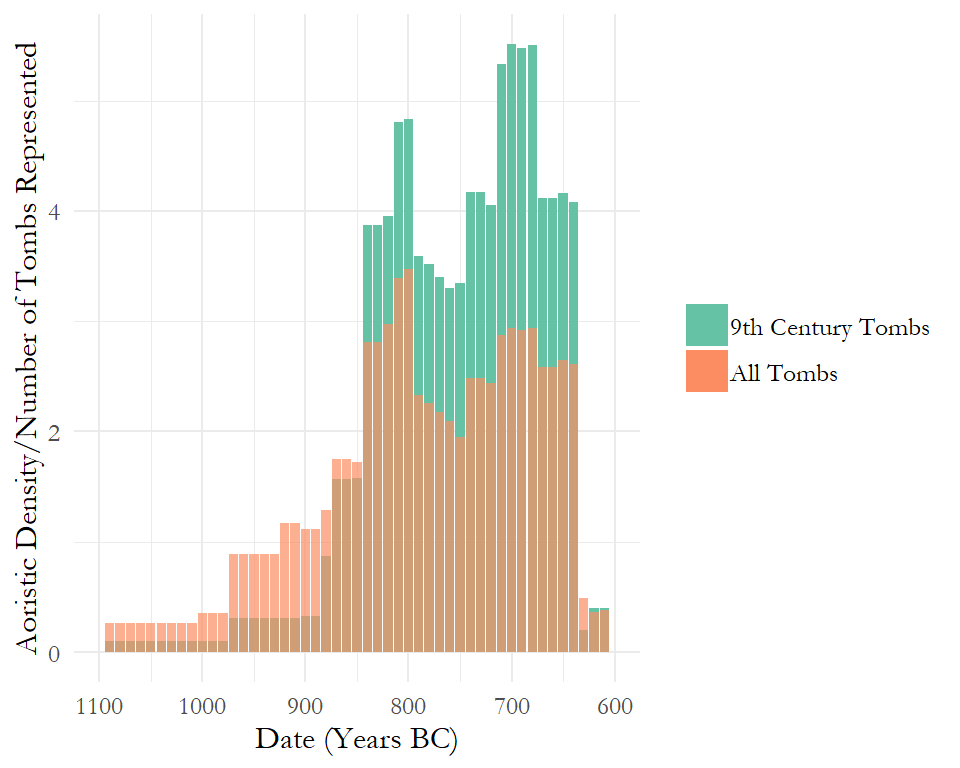 Aoristic Density/Number of Tombs Represented
4
2
0
1100 1000 900 800 700 600
Date (Years BC)
9th Century Tombs
All Tombs